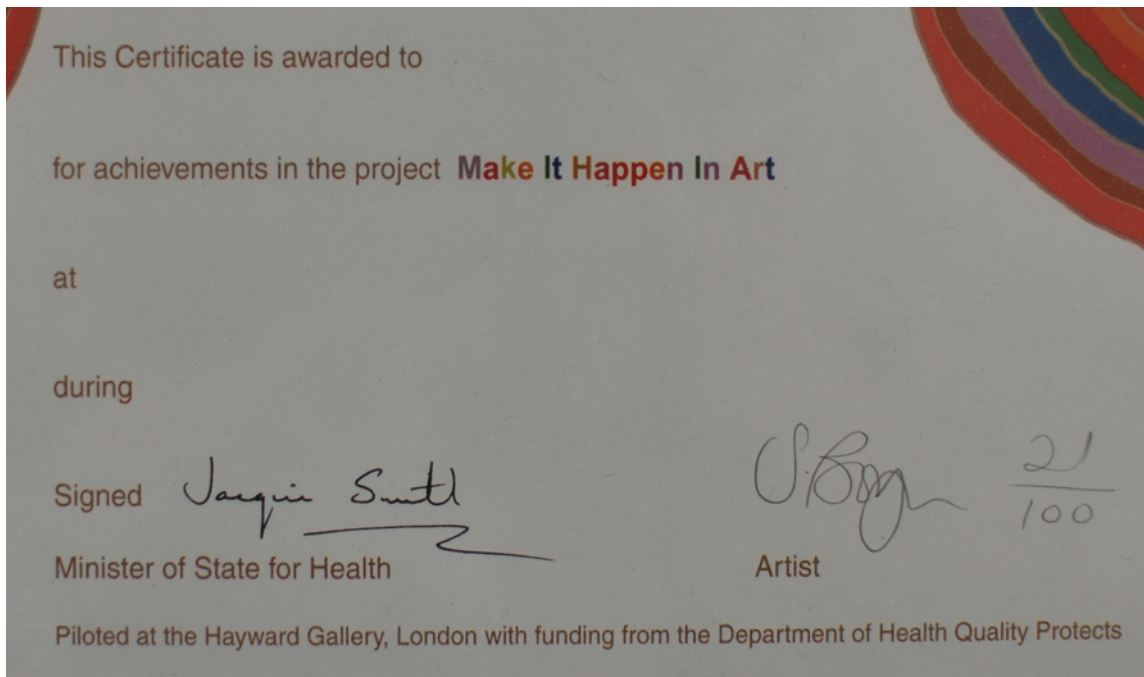 This Certificate is awarded to
for achievements in the project Make It Happen In Art
at
during
Signed Jacqui Smith
21
100
Minister of State for Health
Artist
Piloted at the Hayward Gallery, London with funding from the Department of Health Quality Protects